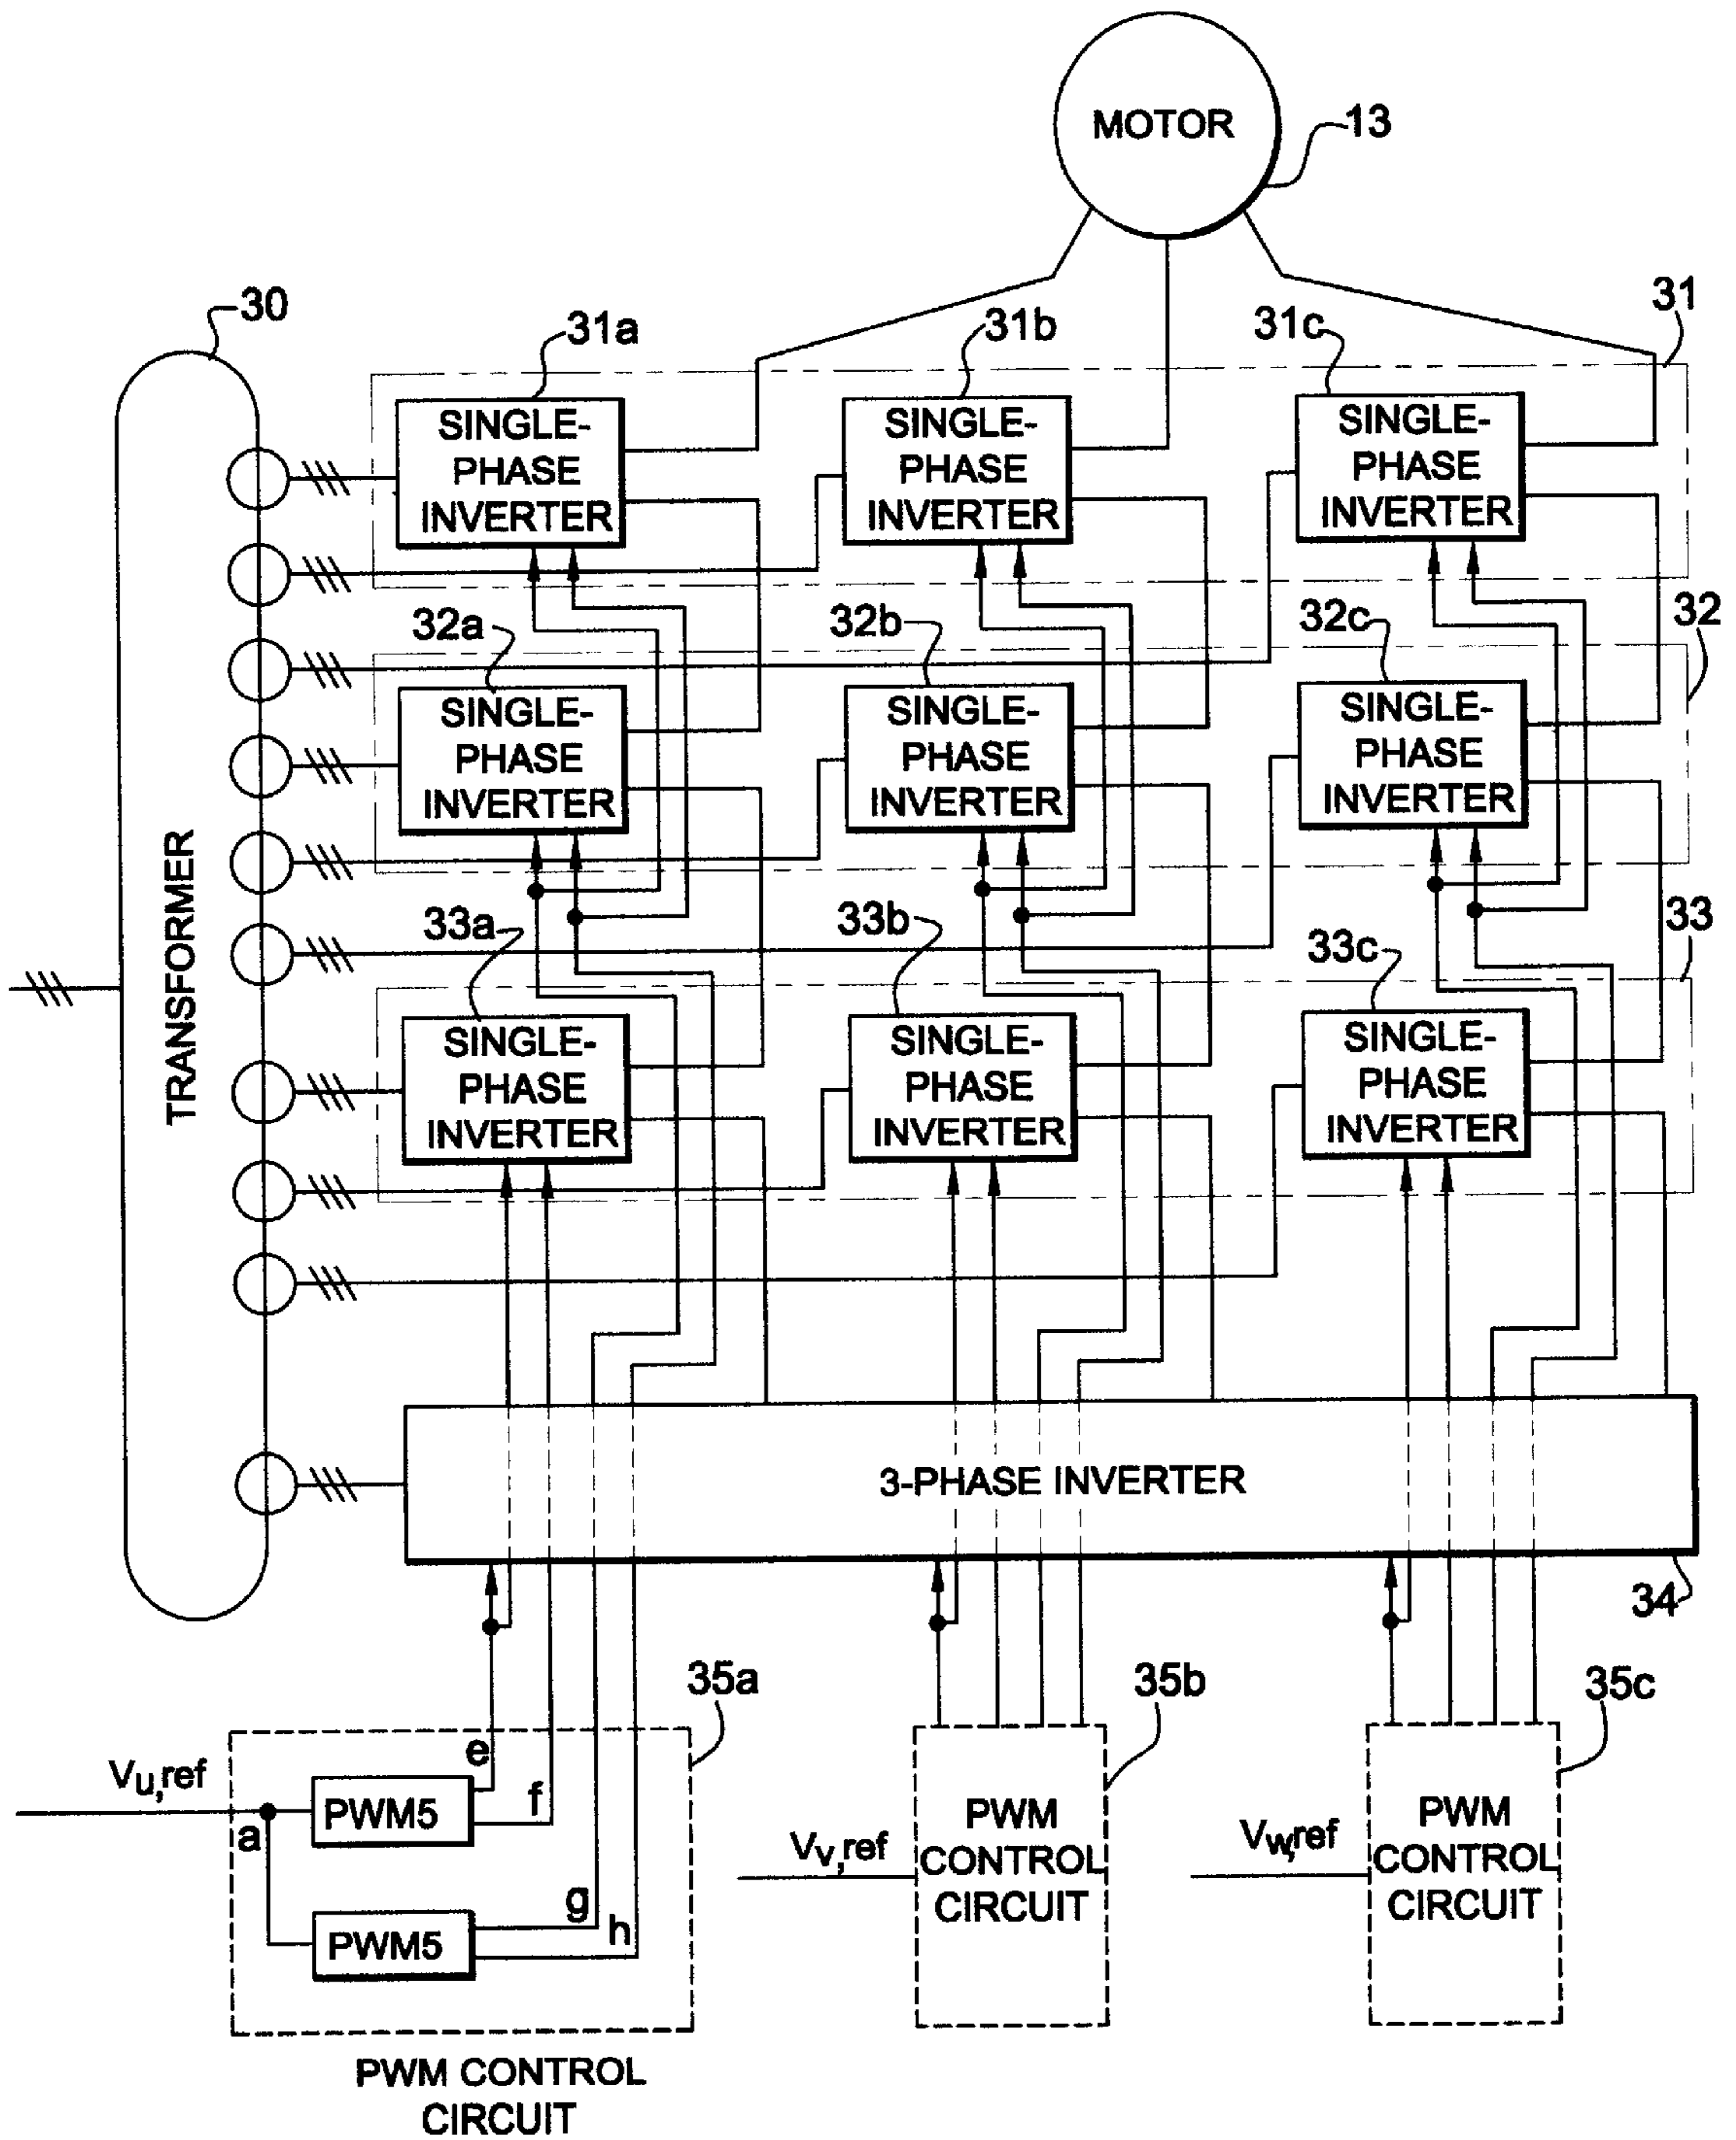 MOTOR
13
30
31a
31b
31c
31
SINGLE-
PHASE
INVERTER
SINGLE-
PHASE
INVERTER
SINGLE-
PHASE
INVERTER
32a
32b
32c
32
SINGLE-
PHASE
INVERTER
SINGLE-
PHASE
INVERTER
SINGLE-
PHASE
INVERTER
TRANSFORMER
33a
33b
33c
33
SINGLE-
PHASE
INVERTER
SINGLE-
PHASE
INVERTER
SINGLE-
PHASE
INVERTER
3-PHASE INVERTER
34
35a
35b
35c
Vu,ref
a
PWM5
e
f
PWM5
g
h
PWM CONTROL
CIRCUIT
Vv,ref
PWM
CONTROL
CIRCUIT
Vw,ref
PWM
CONTROL
CIRCUIT